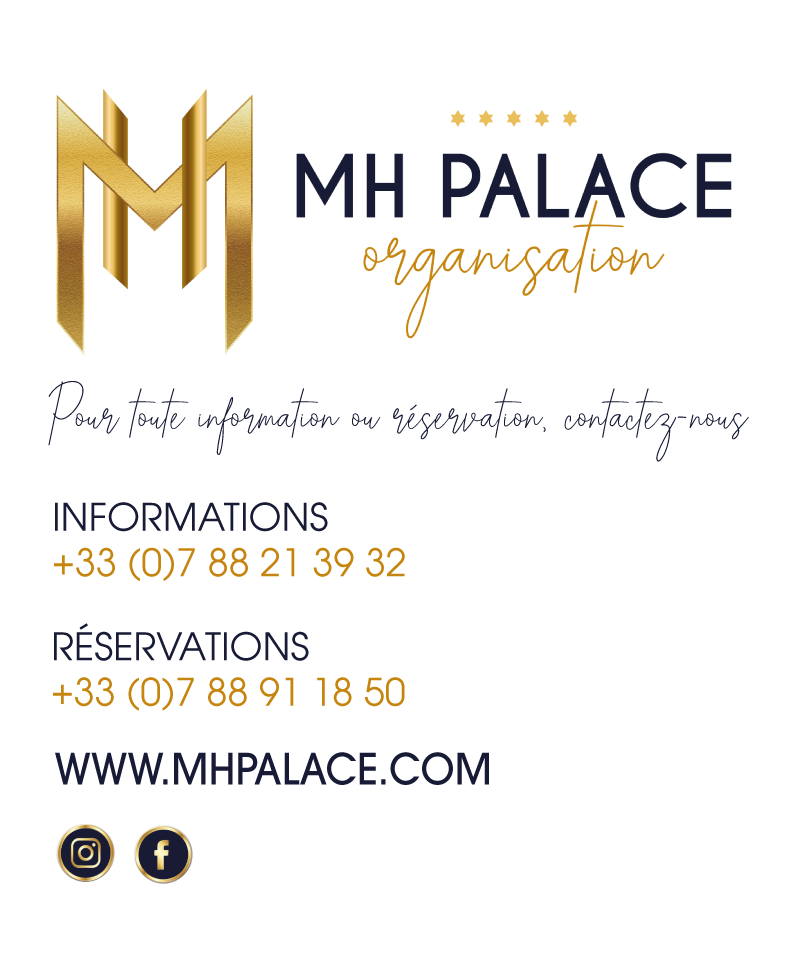 MH PALACE
organisation
Pour toute information ou réservation, contactez-nous
INFORMATIONS
+33 (0)7 88 21 39 32
RÉSERVATIONS
+33 (0)7 88 91 18 50
WWW.MHPALACE.COM